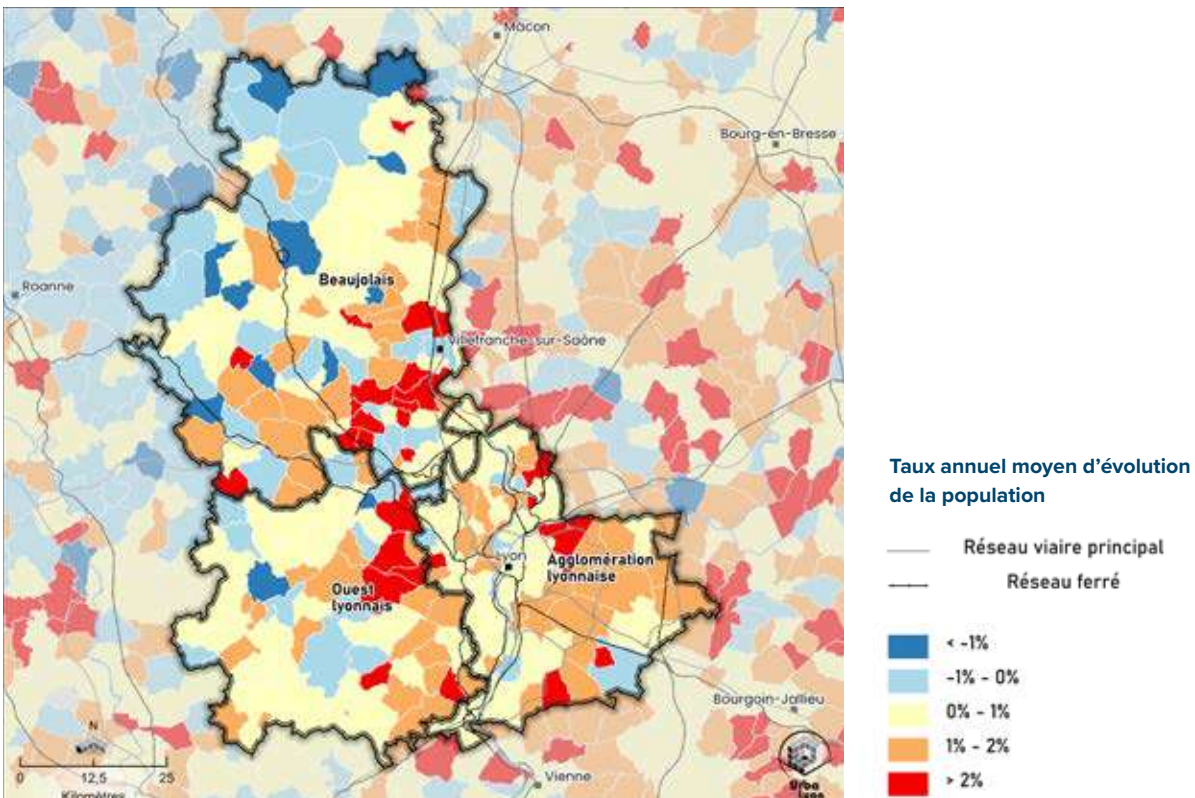 Mâcon
Bourg-en-Bresse
Roanne
Beaujolais
Villefranche-sur-Saône
Lyon
Agglomération
lyonnaise
Ouest
lyonnais
Bourgoin-Jallieu
Vienne
N
0 12,5 25
Kilomètres
Urba
Lyon
Taux annuel moyen d'évolution
de la population
Réseau viaire principal
Réseau ferré
< -1%
-1% - 0%
0% - 1%
1% - 2%
> 2%